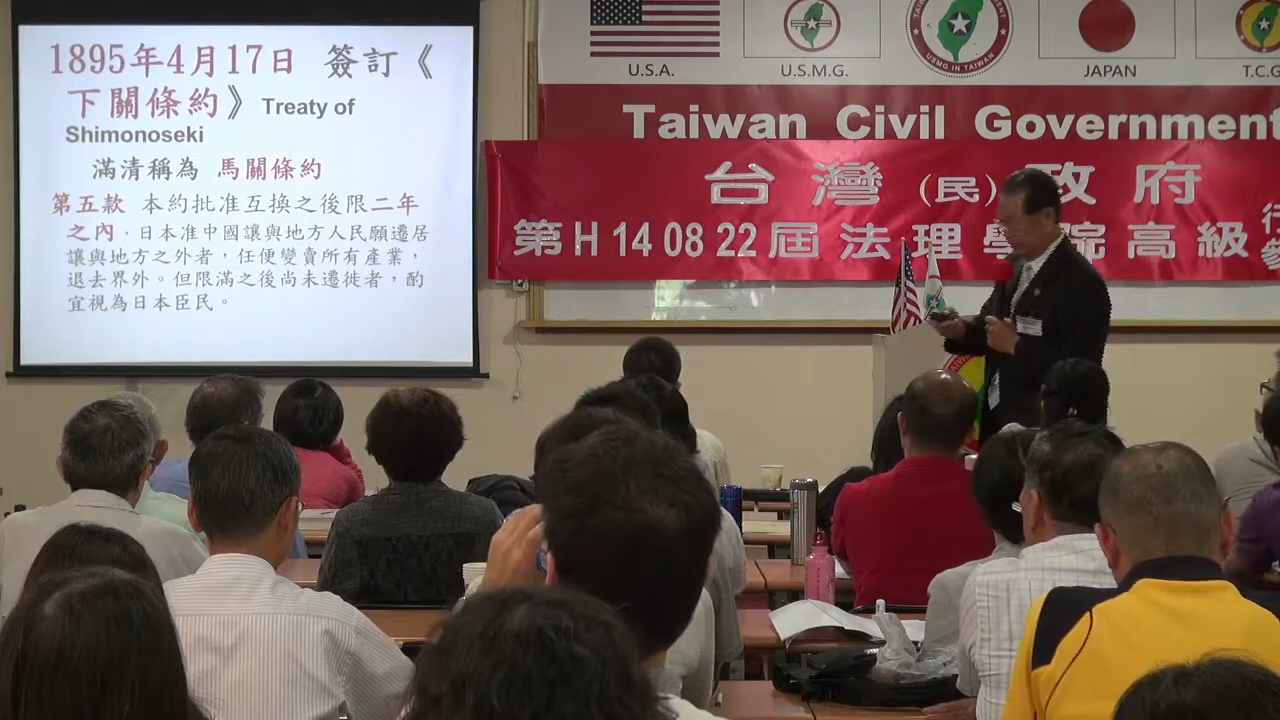 1895年4月17日 簽訂《
下關條約》Treaty of
Shimonoseki
滿清稱為 馬關條約
第五款 本約批准互換之後限二年
之內，日本准中國讓與地方人民願遷居
讓與地方之外者，任便變賣所有產業，
退去界外。但限滿之後尚未遷徙者，酌
宜視為日本臣民。
U.S.A.
U.S.M.G.
USMG IN TAIWAN
JAPAN
T.C.G
Taiwan Civil Government
台灣(民)政府
第H 14 08 22屆法理學院高級
行